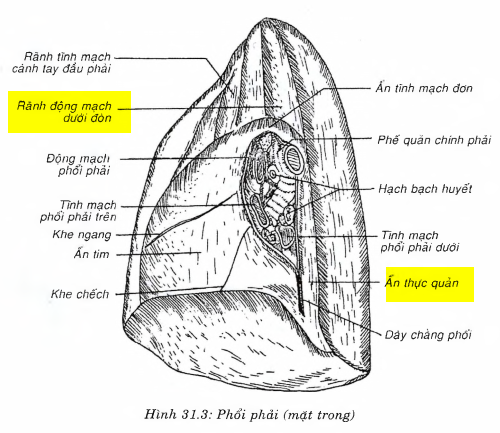 Rãnh tĩnh mạch
cánh tay đầu phải
Rãnh động mạch
dưới đòn
Động mạch
phổi phải
Tĩnh mạch
phổi phải trên
Khe ngang
Ấn tim
Khe chếch
Ấn tĩnh mạch đơn
Phế quản chính phải
Hạch bạch huyết
Tĩnh mạch
phổi phải dưới
Ấn thực quản
Dây chằng phổi
Hình 31.3: Phổi phải (mặt trong)